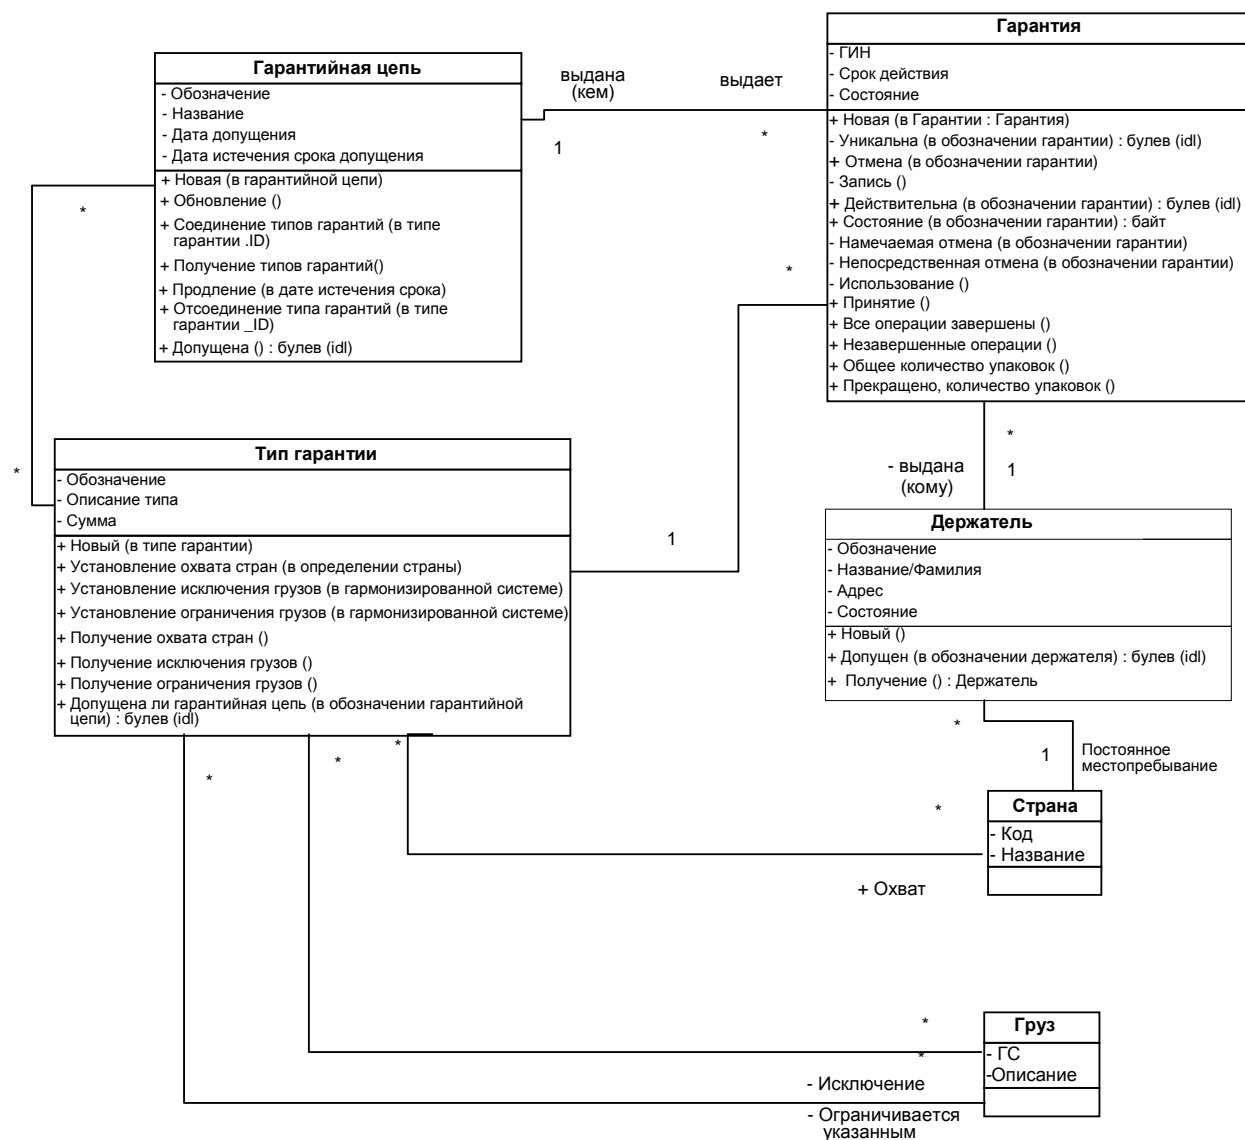 Гарантийная цепь
- Обозначение
- Название
- Дата допущения
- Дата истечения срока допущения
+ Новая (в гарантийной цепи)
+ Обновление ()
+ Соединение типов гарантий (в типе
гарантии .ID)
+ Получение типов гарантий()
+ Продление (в дате истечения срока)
+ Отсоединение типа гарантий (в типе
гарантии _ID)
+ Допущена () : булев (idl)
выдана
(кем)
выдает
1
*
Гарантия
- ГИН
- Срок действия
- Состояние
+ Новая (в Гарантии : Гарантия)
- Уникальна (в обозначении гарантии) : булев (idl)
+ Отмена (в обозначении гарантии)
- Запись ()
+ Действительна (в обозначении гарантии) : булев (idl)
+ Состояние (в обозначении гарантии) : байт
- Намечаемая отмена (в обозначении гарантии)
- Непосредственная отмена (в обозначении гарантии)
- Использование ()
+ Принятие ()
+ Все операции завершены ()
+ Незавершенные операции ()
+ Общее количество упаковок ()
+ Прекращено, количество упаковок ()
*
*
*
1
Тип гарантии
- Обозначение
- Описание типа
- Сумма
+ Новый (в типе гарантии)
+ Установление охвата стран (в определении страны)
+ Установление исключения грузов (в гармонизированной системе)
+ Установление ограничения грузов (в гармонизированной системе)
+ Получение охвата стран ()
+ Получение исключения грузов ()
+ Получение ограничения грузов ()
+ Допущена ли гарантийная цепь (в обозначении гарантийной
цепи) : булев (idl)
*
- выдана
(кому)
1
Держатель
- Обозначение
- Название/Фамилия
- Адрес
- Состояние
+ Новый ()
+ Допущен (в обозначении держателя) : булев (idl)
+ Получение () : Держатель
*
1
Постоянное
местопребывание
*
*
*
*
Страна
- Код
- Название
+ Охват
*
*
Груз
- ГС
-Описание
- Исключение
- Ограничивается
указанным